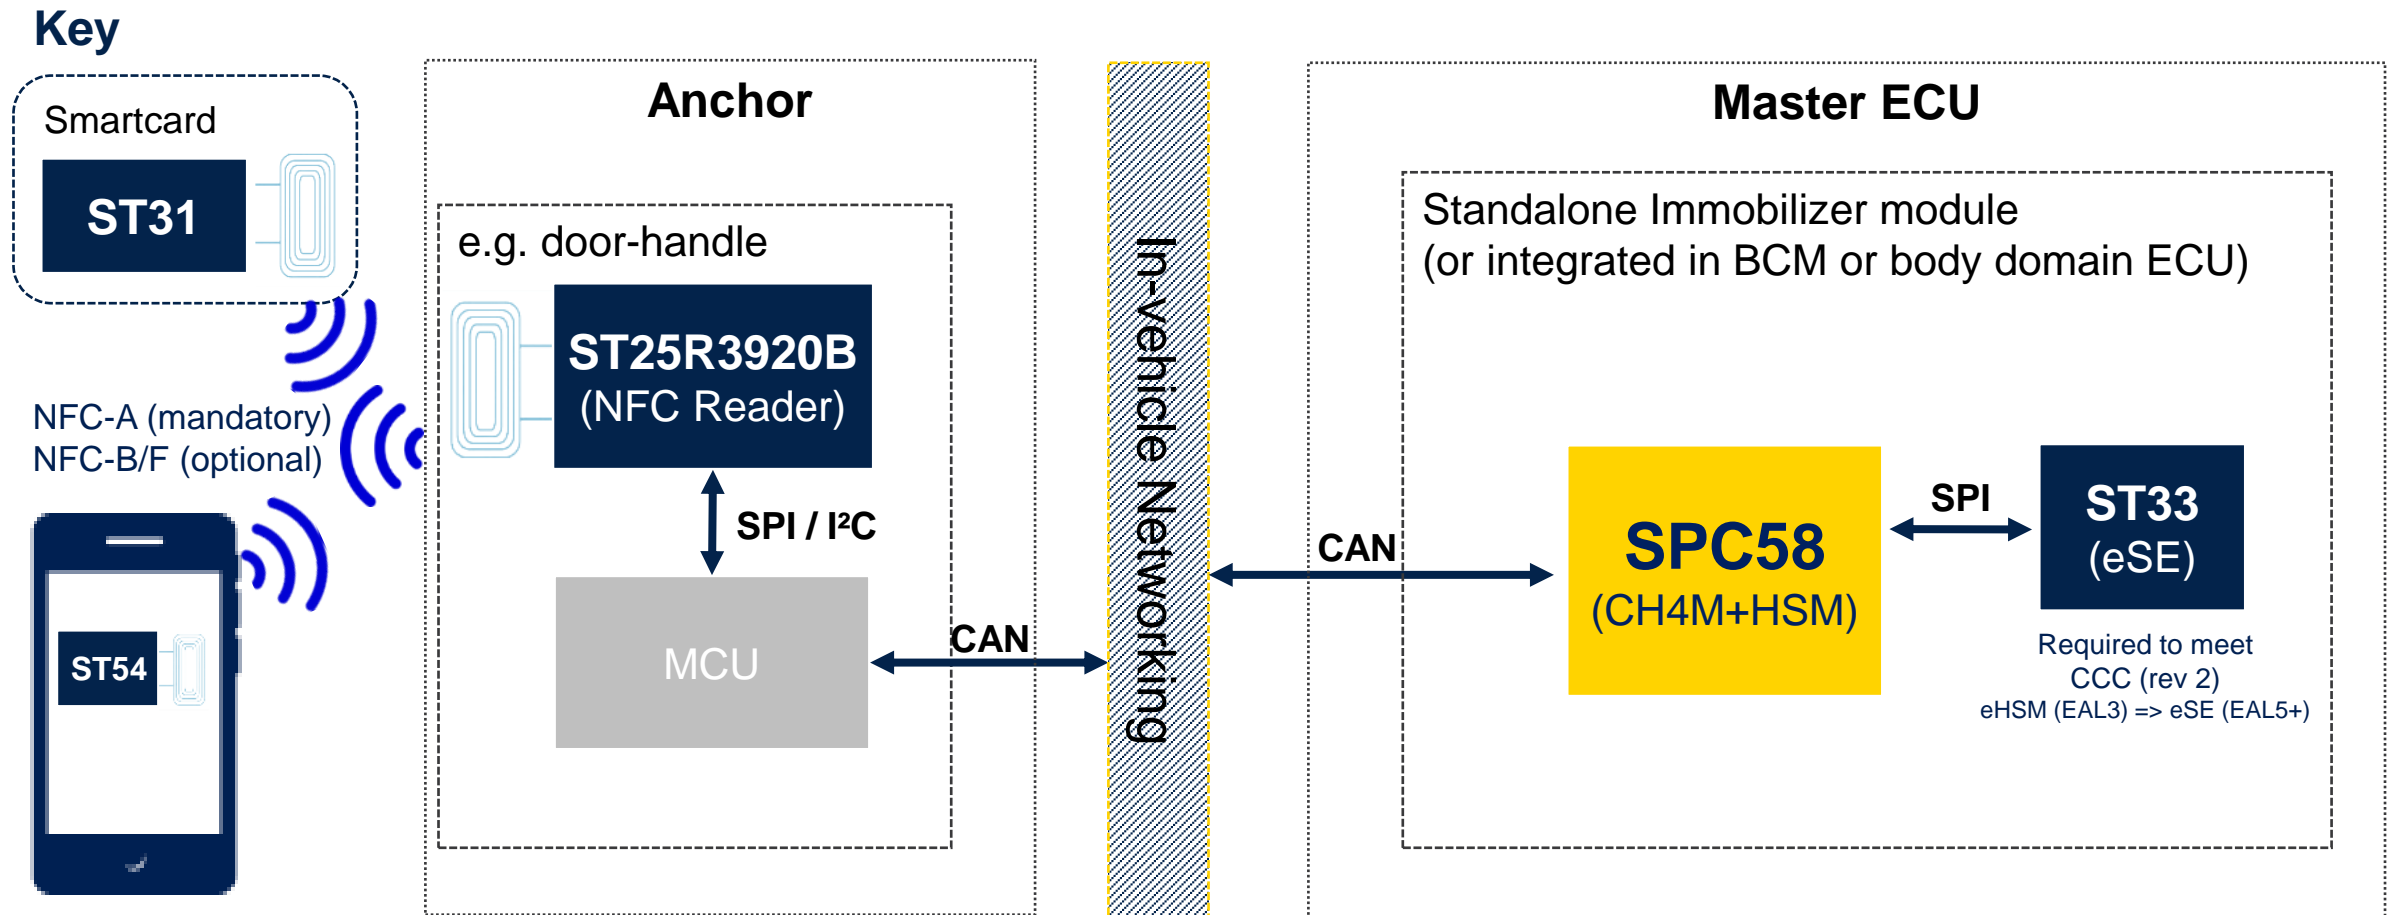 Key
Smartcard
ST31
NFC-A (mandatory)
NFC-B/F (optional)
ST54
Anchor
e.g. door-handle
ST25R3920B
(NFC Reader)
SPI / I²C
MCU
CAN
In-vehicle Networking
Master ECU
Standalone Immobilizer module
(or integrated in BCM or body domain ECU)
CAN
SPC58
(CH4M+HSM)
SPI
ST33
(eSE)
Required to meet
CCC (rev 2)
eHSM (EAL3) => eSE (EAL5+)